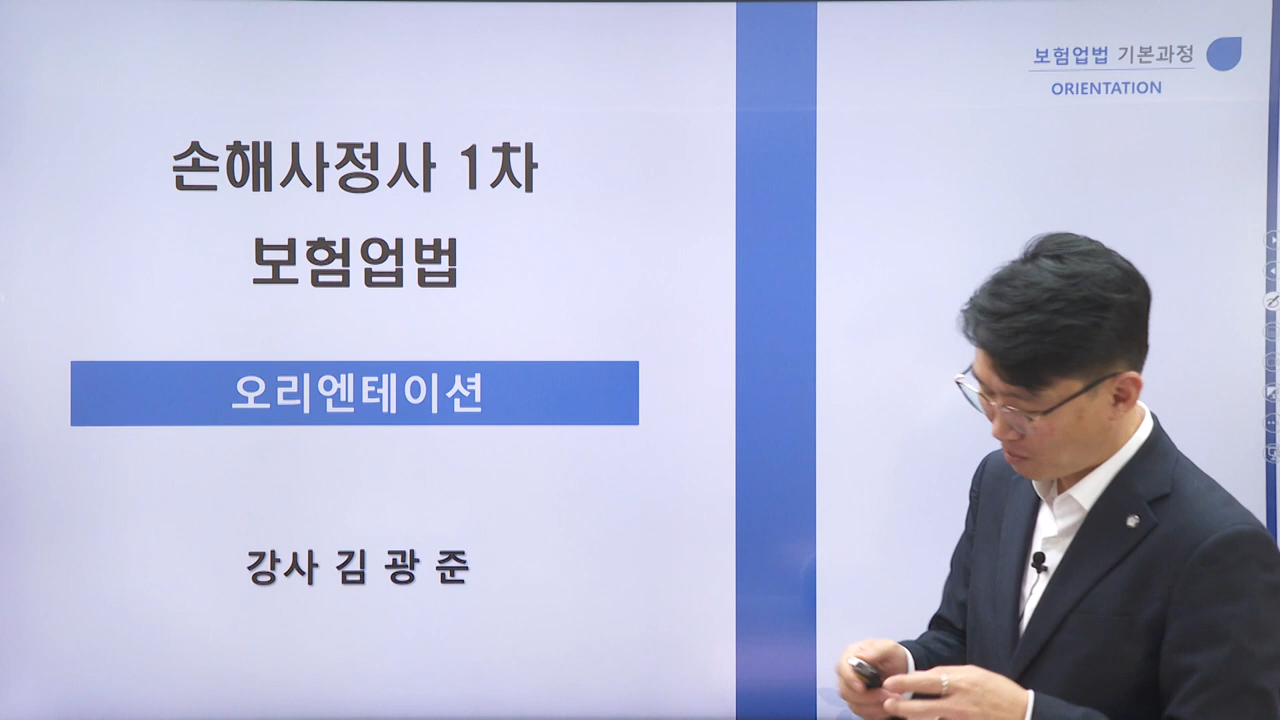 보험업법 기본과정
ORIENTATION
손해사정사 1차
보험업법
오리엔테이션
강사 김 광 준